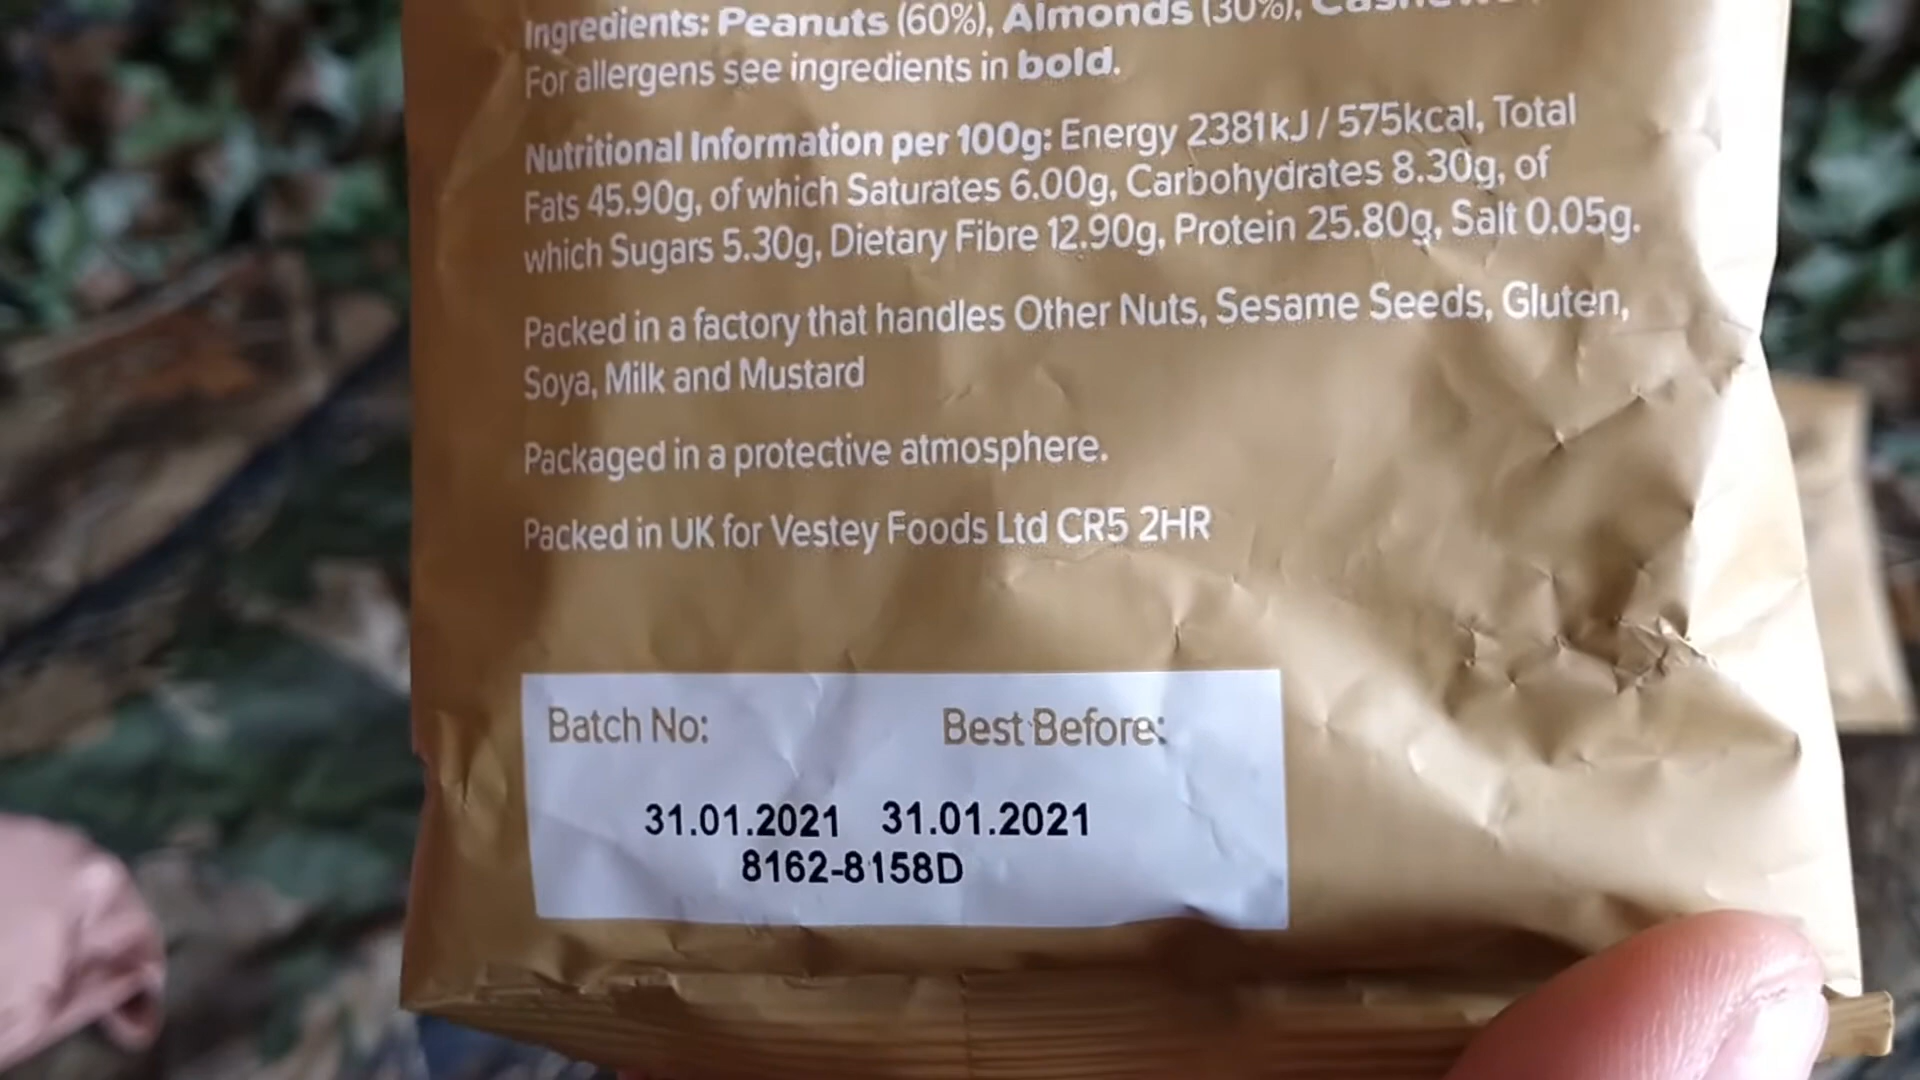 Ingredients: Peanuts (60%), Almonds (30%),
For allergens see ingredients in bold.
Nutritional Information per 100g: Energy 2381kJ / 575kcal, Total
Fats 45.90g, of which Saturates 6.00g, Carbohydrates 8.30g, of
which Sugars 5.30g, Dietary Fibre 12.90g, Protein 25.80g, Salt 0.05g.
Packed in a factory that handles Other Nuts, Sesame Seeds, Gluten,
Soya, Milk and Mustard
Packaged in a protective atmosphere.
Packed in UK for Vestey Foods Ltd CR5 2HR
Batch No: Best Before:
31.01.2021 31.01.2021
8162-8158D